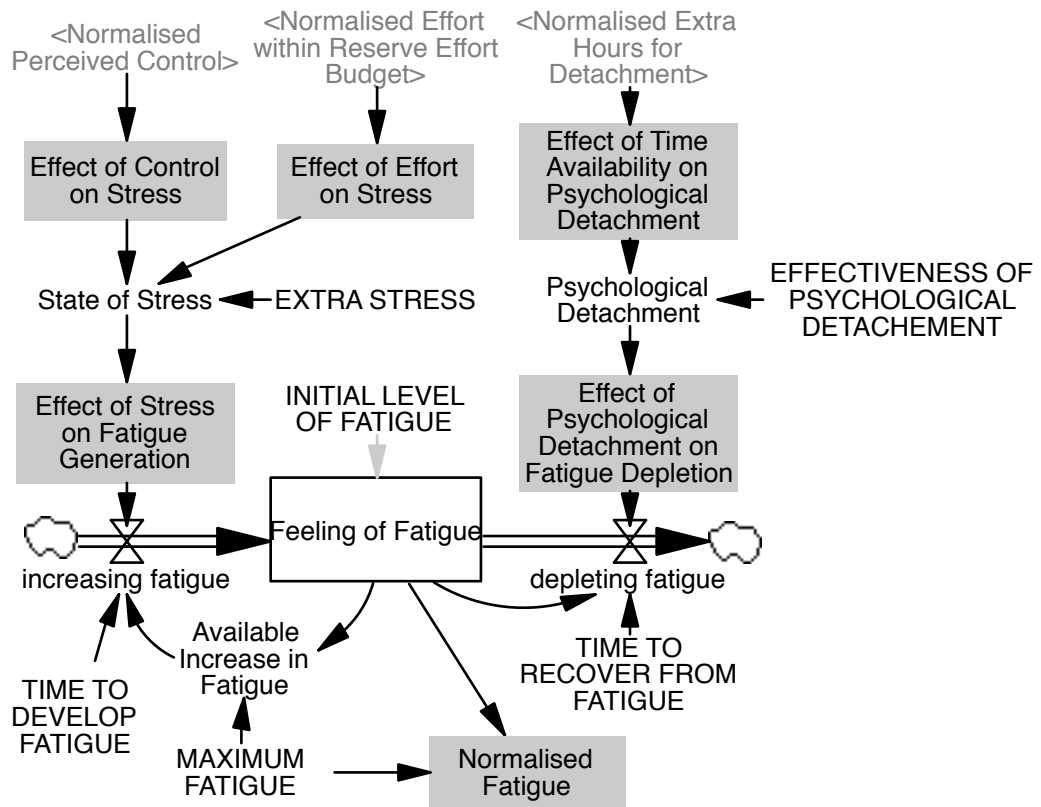 <Normalised
Perceived Control>
<Normalised Effort
within Reserve Effort
Budget>
<Normalised Extra
Hours for
Detachment>
Effect of Control
on Stress
Effect of Effort
on Stress
Effect of Time
Availability on
Psychological
Detachment
State of Stress
EXTRA STRESS
Psychological
Detachment
EFFECTIVENESS OF
PSYCHOLOGICAL
DETACHEMENT
Effect of Stress
on Fatigue
Generation
INITIAL LEVEL
OF FATIGUE
Effect of
Psychological
Detachment on
Fatigue Depletion
Feeling of Fatigue
increasing fatigue
depleting fatigue
Available
Increase in
Fatigue
TIME TO
DEVELOP
FATIGUE
TIME TO
RECOVER FROM
FATIGUE
MAXIMUM
FATIGUE
Normalised
Fatigue